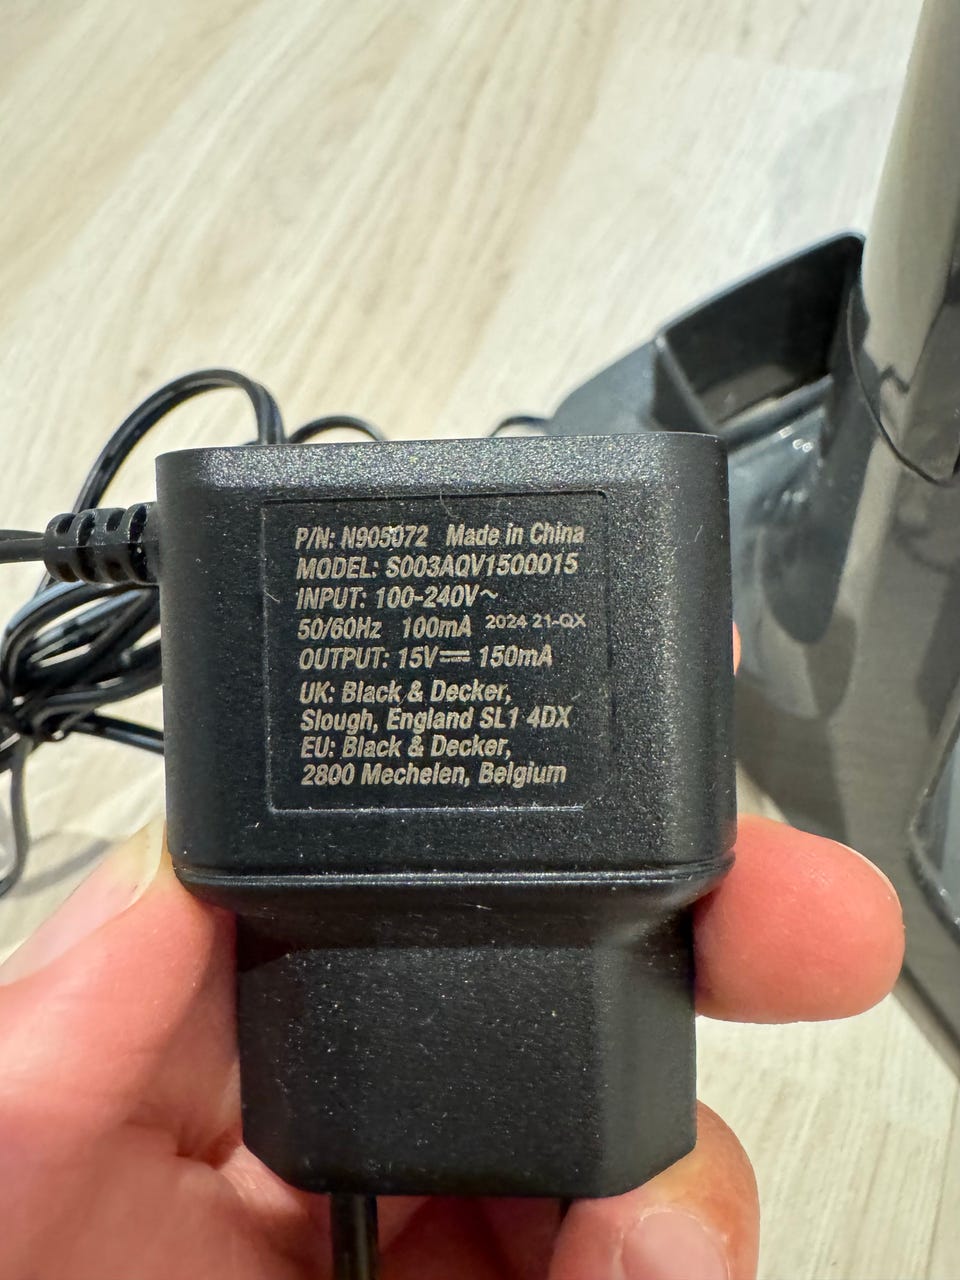 P/N: N905072 Made in China
MODEL: S003AQV1500015
INPUT: 100-240V~
50/60Hz 100mA 2024 21-QX
OUTPUT: 15V⎓ 150mA
UK: Black & Decker,
Slough, England SL1 4DX
EU: Black & Decker,
2800 Mechelen, Belgium